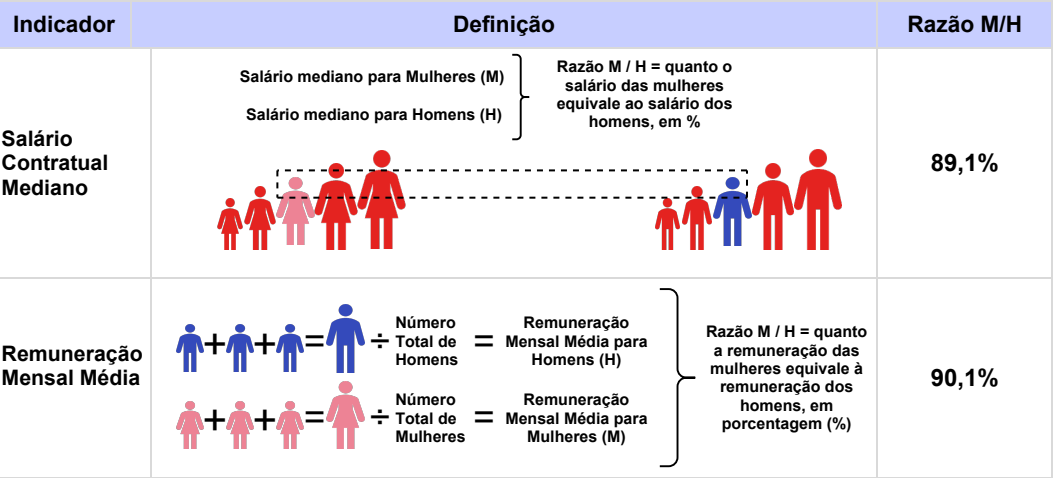 Indicador
Definição
Razão M/H
Salário
Contratual
Mediano
Salário mediano para Mulheres (M)
Salário mediano para Homens (H)
Razão M / H = quanto o
salário das mulheres
equivale ao salário dos
homens, em %
89,1%
Remuneração
Mensal Média
+ + = ÷
Número
Total de
Homens
=
Remuneração
Mensal Média para
Homens (H)
+ + = ÷
Número
Total de
Mulheres
=
Remuneração
Mensal Média para
Mulheres (M)
Razão M / H = quanto
a remuneração das
mulheres equivale à
remuneração dos
homens, em
porcentagem (%)
90,1%